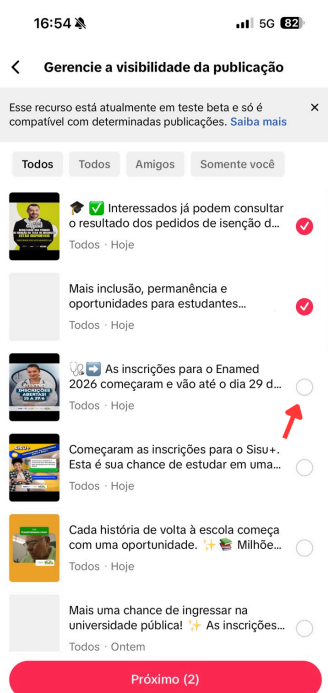 16:54
5G 82
Gerencie a visibilidade da publicação
Esse recurso está atualmente em teste beta e só é
compatível com determinadas publicações. Saiba mais
Todos
Todos
Amigos
Somente você
🎓 ✅ Interessados já podem consultar
o resultado dos pedidos de isenção d...
Todos · Hoje
Mais inclusão, permanência e
oportunidades para estudantes...
Todos · Hoje
INSCRIÇÕES
ABERTAS!
🩺➡️ As inscrições para o Enamed
2026 começaram e vão até o dia 29 d...
Todos · Hoje
SISU+
Começaram as inscrições para o Sisu+.
Esta é sua chance de estudar em uma...
Todos · Hoje
Cada história de volta à escola começa
com uma oportunidade. ✨ 📚 Milhõe...
Todos · Hoje
Mais uma chance de ingressar na
universidade pública! ✨ As inscrições...
Todos · Ontem
Próximo (2)